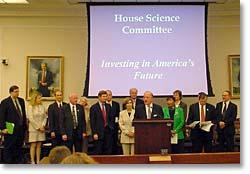 House Science
Committee
Investing in America's
Future